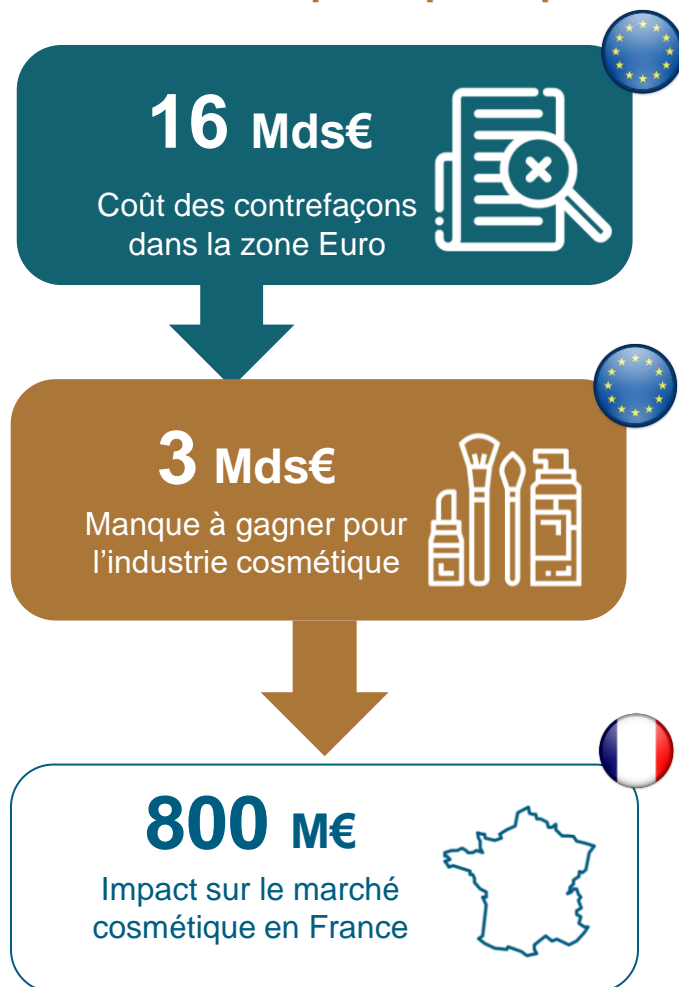 16 Mds€
Coût des contrefaçons
dans la zone Euro
3 Mds€
Manque à gagner pour
l’industrie cosmétique
800 M€
Impact sur le marché
cosmétique en France